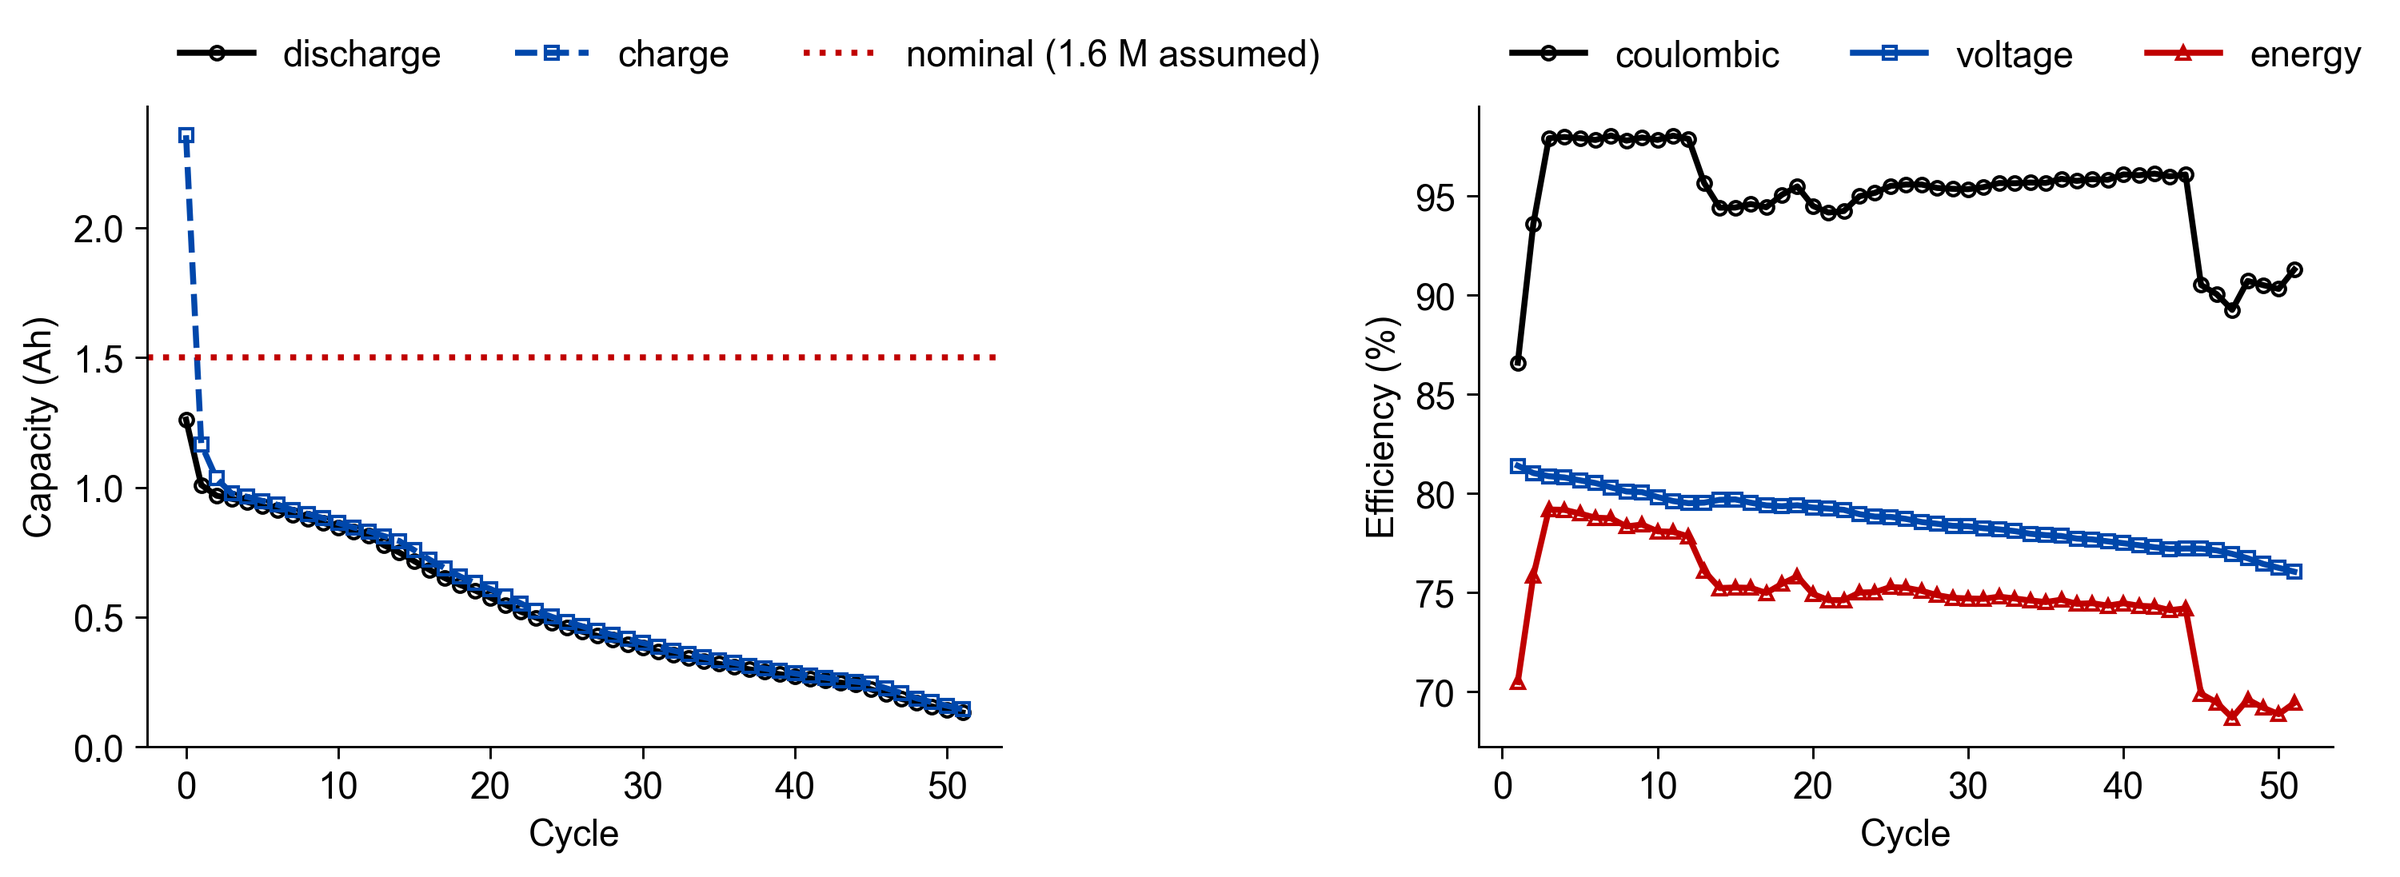 discharge charge nominal (1.6 M assumed)
Capacity (Ah)
2.0
1.5
1.0
0.5
0.0
0 10 20 30 40 50
Cycle
coulombic voltage energy
Efficiency (%)
95
90
85
80
75
70
0 10 20 30 40 50
Cycle